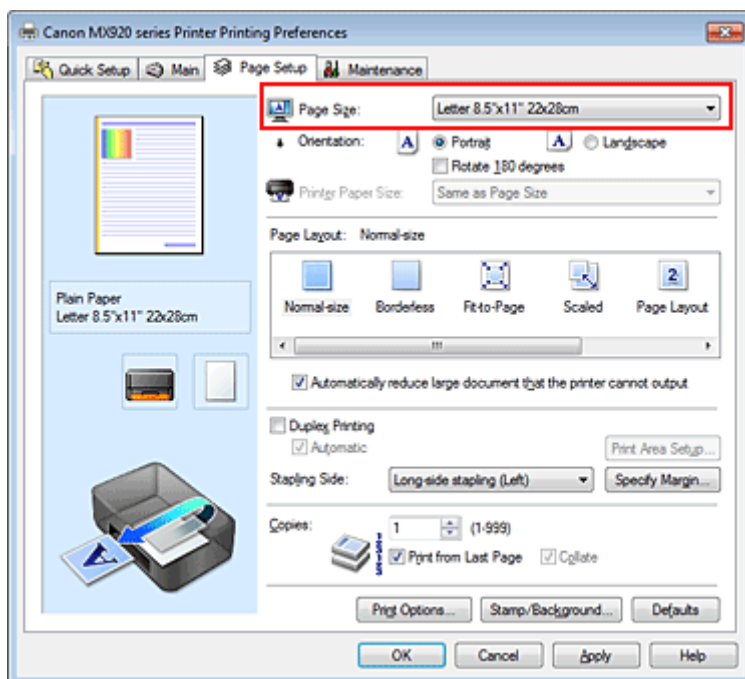 Canon MX920 series Printer Printing Preferences
Quick Setup Main Page Setup Maintenance
Page Size: Letter 8.5"x11" 22x28cm
Orientation: A Portrait A Landscape
Rotate 180 degrees
Printer Paper Size: Same as Page Size
Page Layout: Normal-size
Normal-size Borderless Fit-to-Page Scaled Page Layout
Plain Paper
Letter 8.5"x11" 22x28cm
Automatically reduce large document that the printer cannot output
Duplex Printing
Automatic Print Area Setup...
Stapling Side: Long-side stapling (Left) Specify Margin...
Copies: 1 (1-999)
Print from Last Page Collate
Print Options... Stamp/Background... Defaults
OK Cancel Apply Help